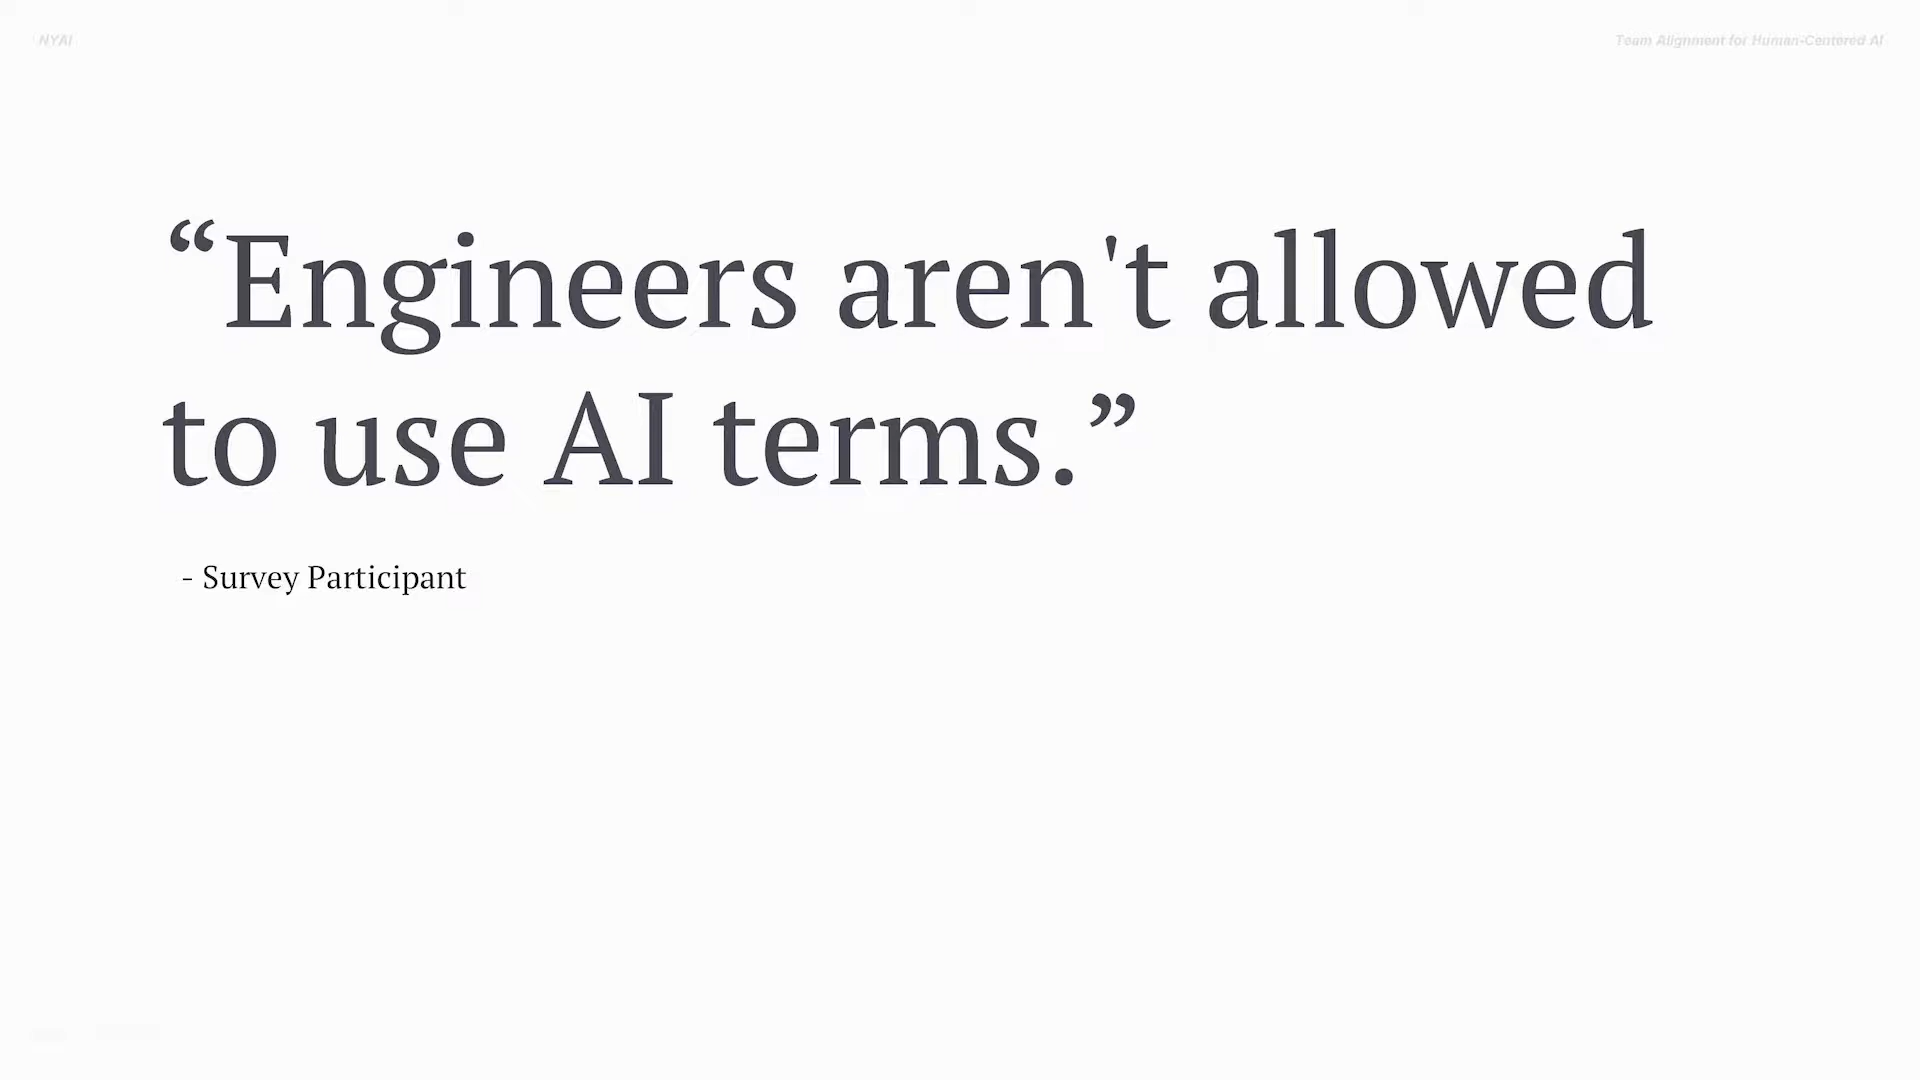 NYAI
Team Alignment for Human-Centered AI
“Engineers aren't allowed
to use AI terms.”
- Survey Participant